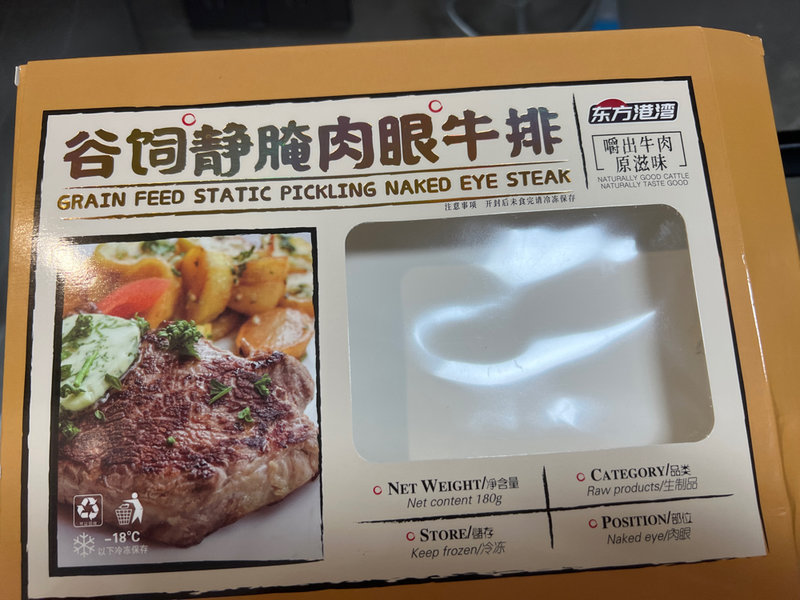 谷饲静腌肉眼牛排
GRAIN FEED STATIC PICKLING NAKED EYE STEAK
注意事项 开封后未食完请冷冻保存
东方港湾
嚼出牛肉
原滋味
NATURALLY GOOD CATTLE
NATURALLY TASTE GOOD
NET WEIGHT/净含量
Net content 180g
CATEGORY/品类
Raw products/生制品
STORE/儲存
Keep frozen/冷冻
POSITION/部位
Naked eye/肉眼
-18°C
以下冷冻保存